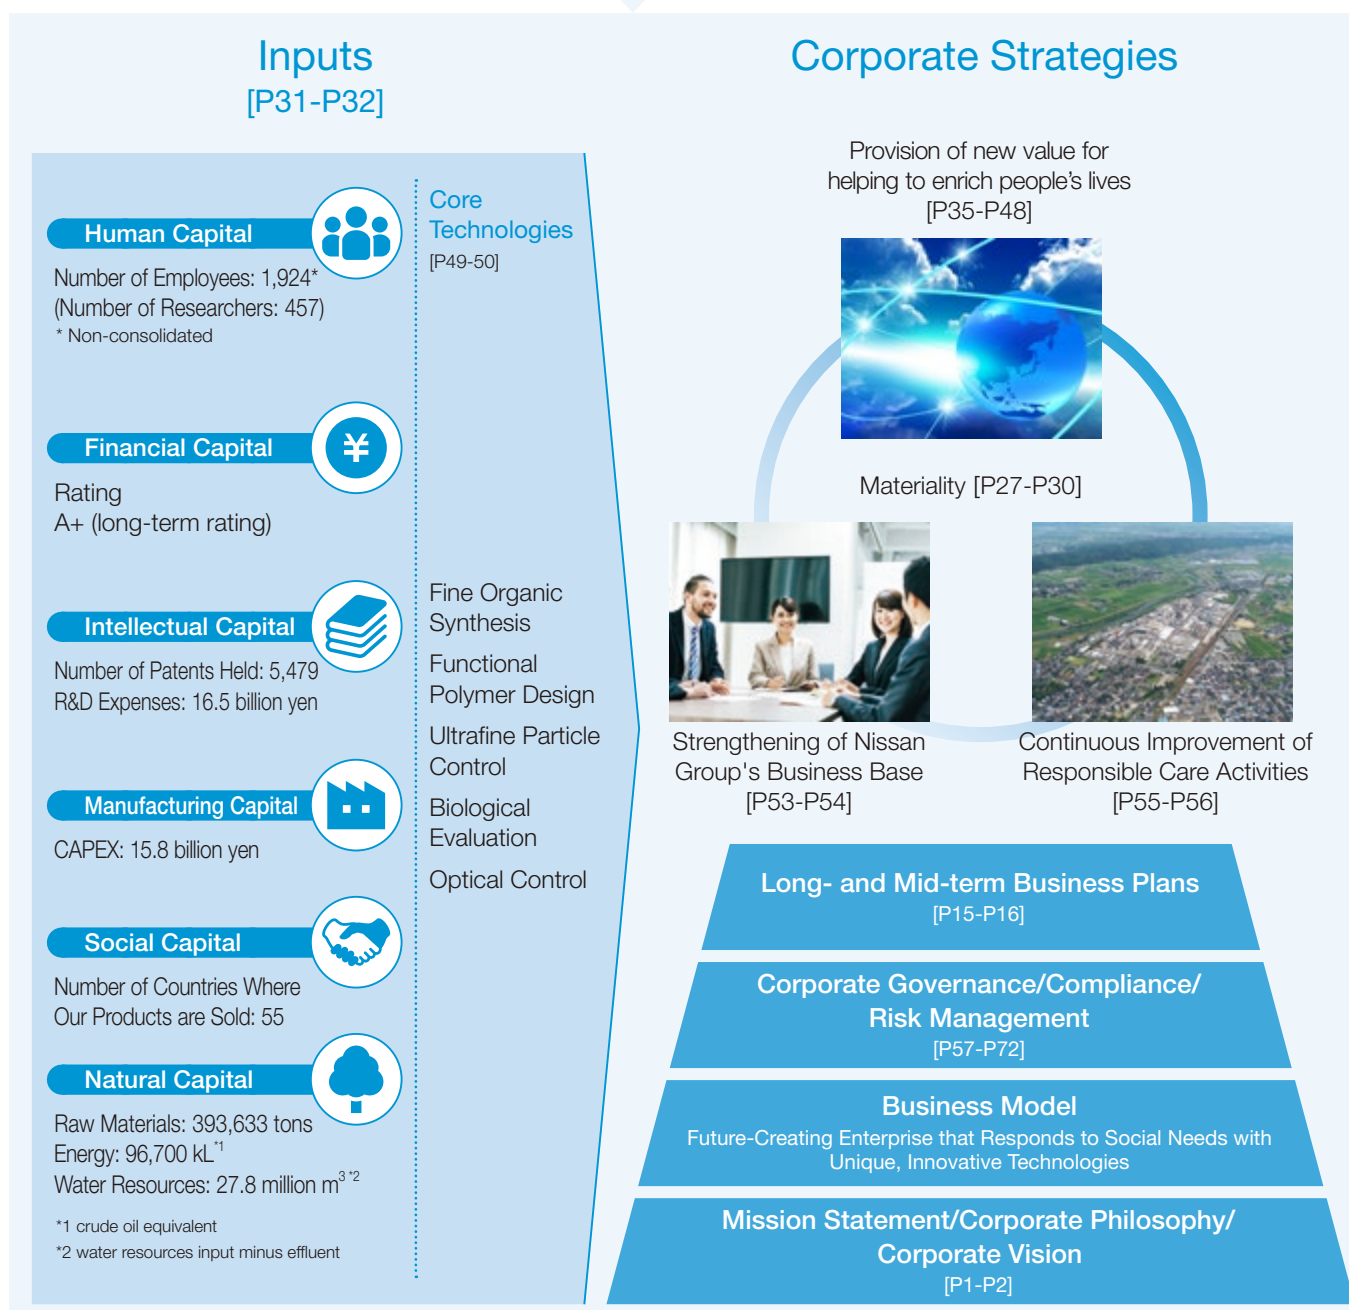 Inputs
[P31-P32]
Human Capital
Number of Employees: 1,924*
(Number of Researchers: 457)
* Non-consolidated
Financial Capital
¥
Rating
A+ (long-term rating)
Intellectual Capital
Number of Patents Held: 5,479
R&D Expenses: 16.5 billion yen
Manufacturing Capital
CAPEX: 15.8 billion yen
Social Capital
Number of Countries Where
Our Products are Sold: 55
Natural Capital
Raw Materials: 393,633 tons
Energy: 96,700 kL*1
Water Resources: 27.8 million m3 *2
*1 crude oil equivalent
*2 water resources input minus effluent
Core
Technologies
[P49-50]
Fine Organic
Synthesis
Functional
Polymer Design
Ultrafine Particle
Control
Biological
Evaluation
Optical Control
Corporate Strategies
Provision of new value for
helping to enrich people's lives
[P35-P48]
Materiality [P27-P30]
Strengthening of Nissan
Group's Business Base
[P53-P54]
Continuous Improvement of
Responsible Care Activities
[P55-P56]
Long- and Mid-term Business Plans
[P15-P16]
Corporate Governance/Compliance/
Risk Management
[P57-P72]
Business Model
Future-Creating Enterprise that Responds to Social Needs with
Unique, Innovative Technologies
Mission Statement/Corporate Philosophy/
Corporate Vision
[P1-P2]